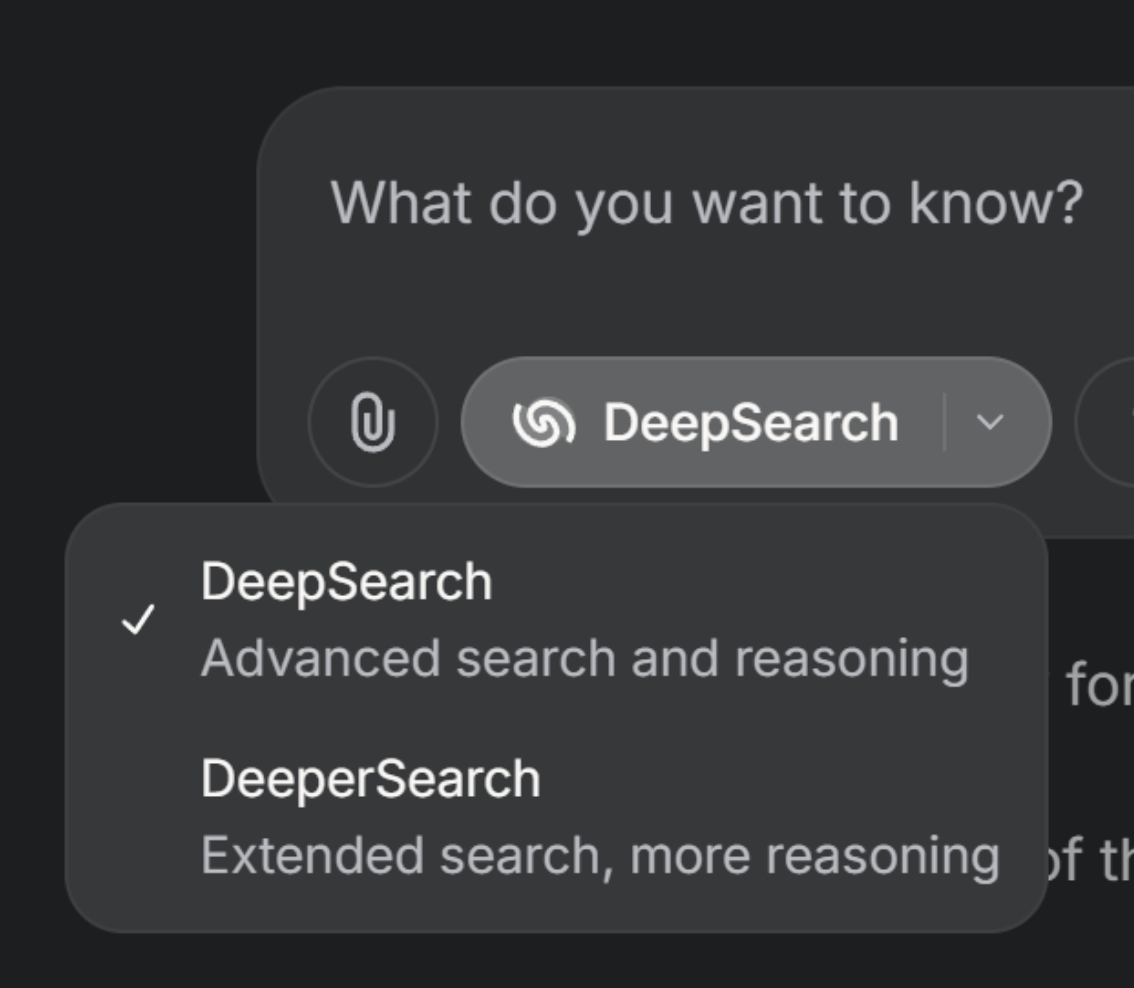 What do you want to know?
DeepSearch
DeepSearch
Advanced search and reasoning
DeeperSearch
Extended search, more reasoning
for
of